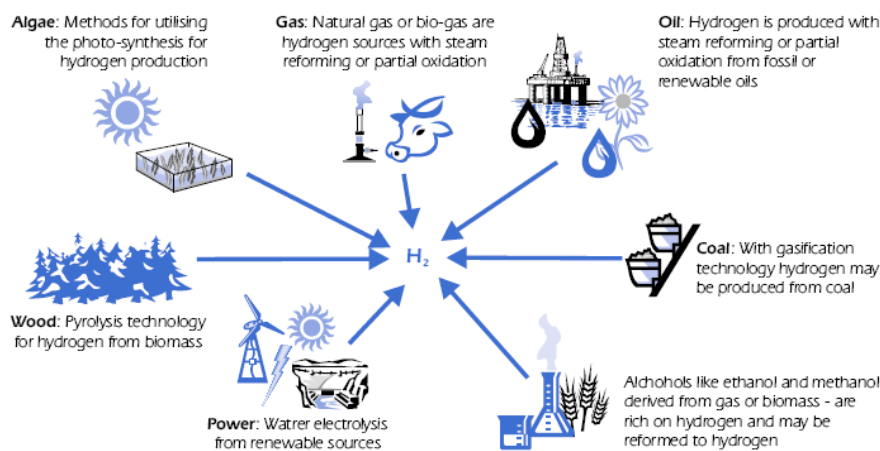 Algae: Methods for utilising
the photo-synthesis for
hydrogen production
Gas: Natural gas or bio-gas are
hydrogen sources with steam
reforming or partial oxidation
Oil: Hydrogen is produced with
steam reforming or partial
oxidation from fossil or
renewable oils
H2
Coal: With gasification
technology hydrogen may
be produced from coal
Wood: Pyrolysis technology
for hydrogen from biomass
Power: Watrer electrolysis
from renewable sources
Alchohols like ethanol and methanol
derived from gas or biomass - are
rich on hydrogen and may be
reformed to hydrogen